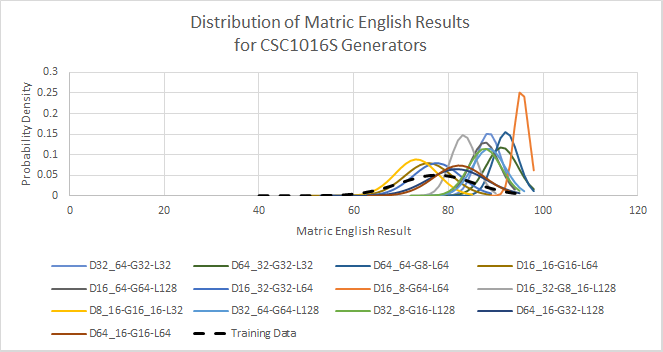 Distribution of Matric English Results
for CSC1016S Generators
Probability Density
0.3
0.25
0.2
0.15
0.1
0.05
0
0 20 40 60 80 100 120
Matric English Result
D32_64-G32-L32 D64_32-G32-L32 D64_64-G8-L64 D16_16-G16-L64
D16_64-G64-L128 D16_32-G2-L64 D16_8-G64-L64 D16_32-G8_16-L128
D8_16-G16_16-L32 D32_64-G64-L128 D32_8-G16-L128 D64_16-G32-L128
D64_16-G16-L64 Training Data